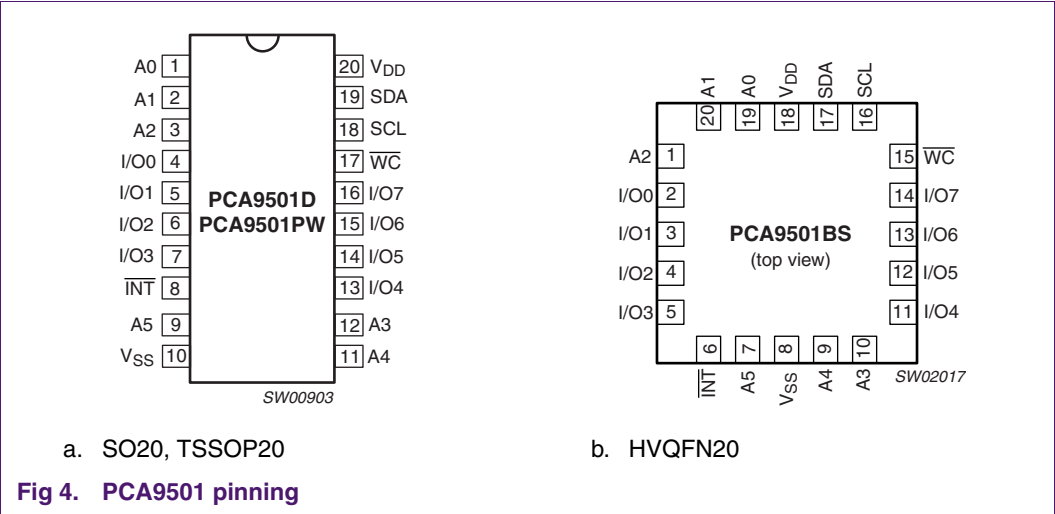 A0 1
A1 2
A2 3
I/O0 4
I/O1 5
I/O2 6
I/O3 7
INT 8
A5 9
VSS 10
PCA9501D
PCA9501PW
20 VDD
19 SDA
18 SCL
17 WC
16 I/O7
15 I/O6
14 I/O5
13 I/O4
12 A3
11 A4
SW00903
a. SO20, TSSOP20
20 A1
19 A0
18 VDD
17 SDA
16 SCL
A2 1
I/O0 2
I/O1 3
I/O2 4
I/O3 5
PCA9501BS
(top view)
15 WC
14 I/O7
13 I/O6
12 I/O5
11 I/O4
6 INT
7 A5
8 VSS
9 A4
10 A3
SW02017
b. HVQFN20
Fig 4. PCA9501 pinning